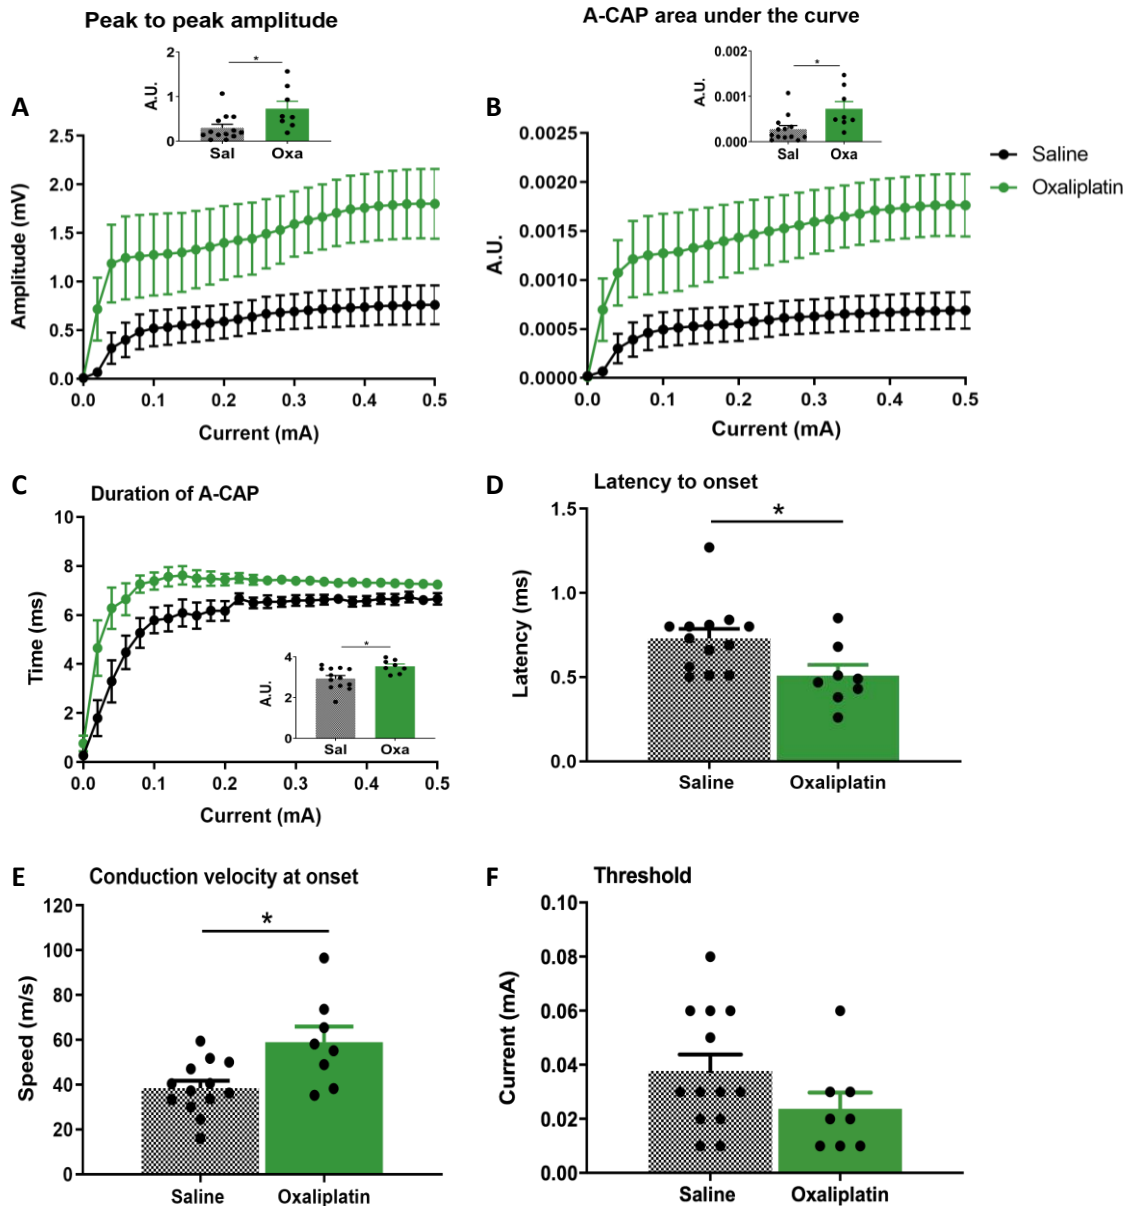 Peak to peak amplitude
A-CAP area under the curve
A
B
2
1
0
A.U.
*
Sal Oxa
0.002
0.001
0.000
A.U.
*
Sal Oxa
2.5
2.0
1.5
1.0
0.5
0.0
Amplitude (mV)
0.0 0.1 0.2 0.3 0.4 0.5
Current (mA)
0.0025
0.0020
0.0015
0.0010
0.0005
0.0000
A.U.
0.0 0.1 0.2 0.3 0.4 0.5
Current (mA)
Saline
Oxaliplatin
C
Duration of A-CAP
10
8
6
4
2
0
Time (ms)
0.0 0.1 0.2 0.3 0.4 0.5
Current (mA)
4
2
0
A.U.
*
Sal Oxa
D
Latency to onset
1.5
1.0
0.5
0.0
Latency (ms)
*
Saline Oxaliplatin
E
Conduction velocity at onset
120
100
80
60
40
20
0
Speed (m/s)
*
Saline Oxaliplatin
F
Threshold
0.10
0.08
0.06
0.04
0.02
0.00
Current (mA)
Saline Oxaliplatin